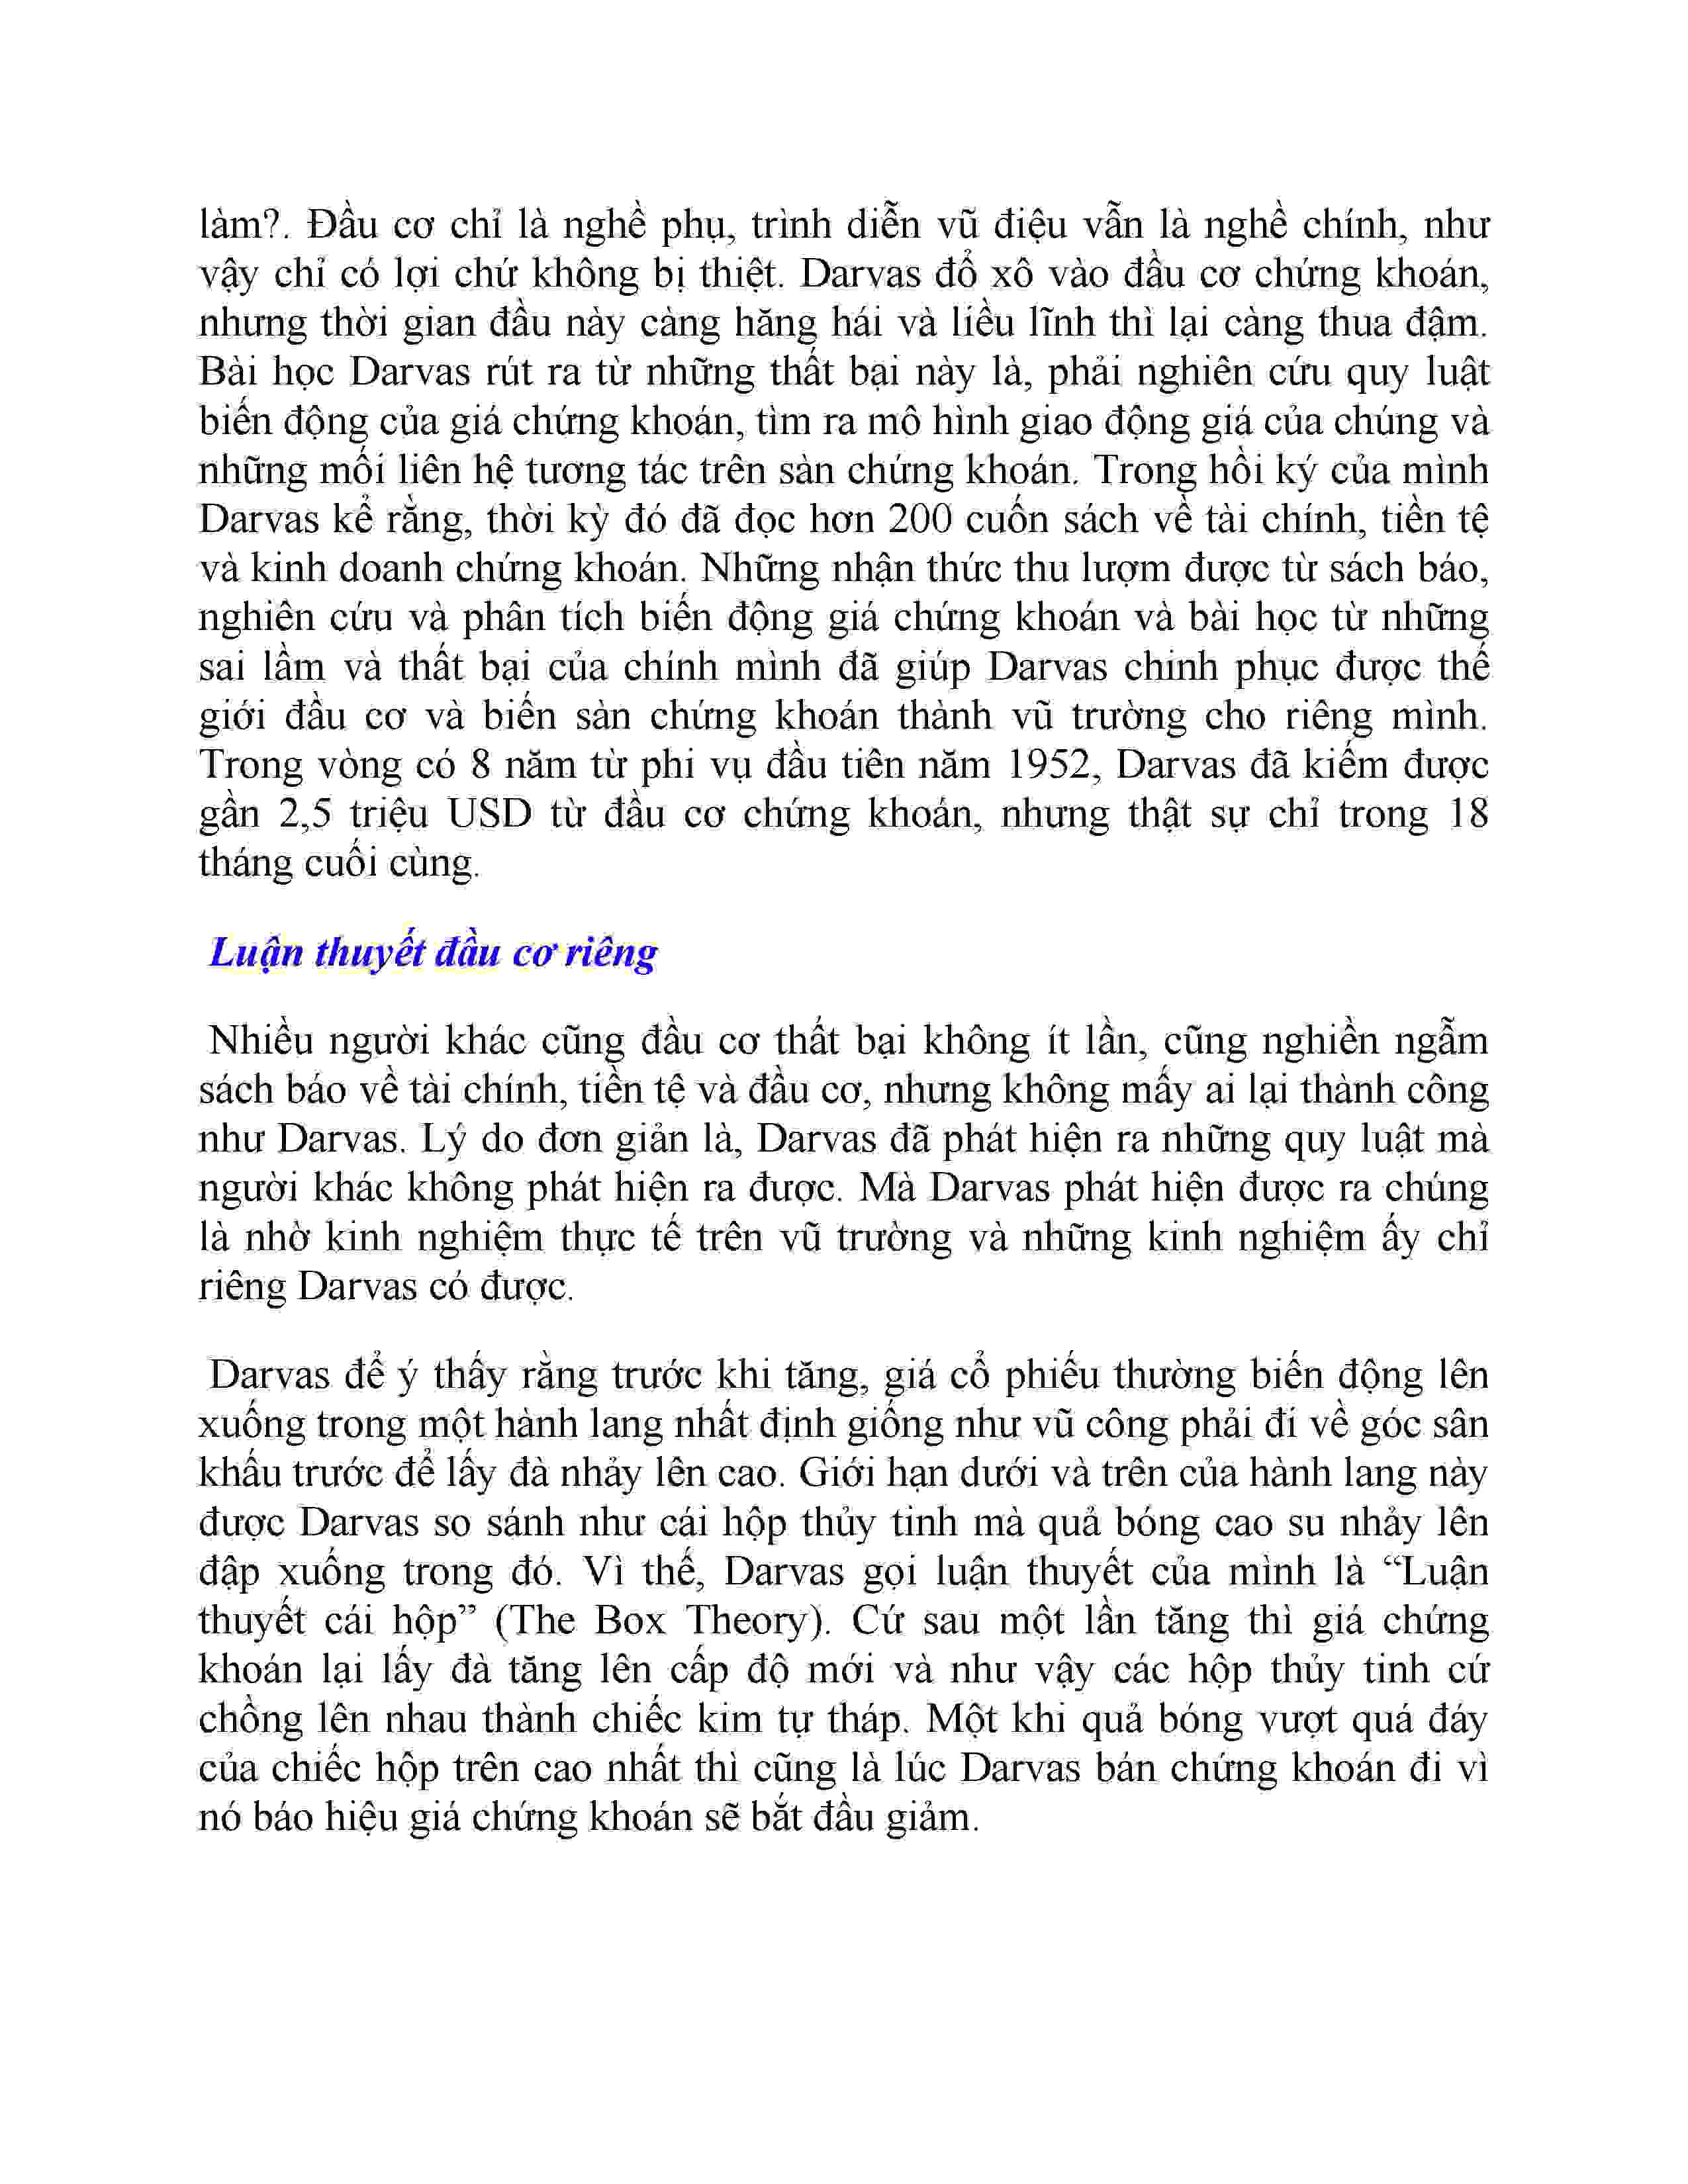 làm?. Đầu cơ chỉ là nghề phụ, trình diễn vũ điệu vẫn là nghề chính, như
vậy chỉ có lợi chứ không bị thiệt. Darvas đổ xô vào đầu cơ chứng khoán,
nhưng thời gian đầu này càng hăng hái và liều lĩnh thì lại càng thua đậm.
Bài học Darvas rút ra từ những thất bại này là, phải nghiên cứu quy luật
biến động của giá chứng khoán, tìm ra mô hình giao động giá của chúng và
những mối liên hệ tương tác trên sàn chứng khoán. Trong hồi ký của mình
Darvas kể rằng, thời kỳ đó đã đọc hơn 200 cuốn sách về tài chính, tiền tệ
và kinh doanh chứng khoán. Những nhận thức thu lượm được từ sách báo,
nghiên cứu và phân tích biến động giá chứng khoán và bài học từ những
sai lầm và thất bại của chính mình đã giúp Darvas chinh phục được thế
giới đầu cơ và biến sàn chứng khoán thành vũ trường cho riêng mình.
Trong vòng có 8 năm từ phi vụ đầu tiên năm 1952, Darvas đã kiếm được
gần 2,5 triệu USD từ đầu cơ chứng khoán, nhưng thật sự chỉ trong 18
tháng cuối cùng.
Luận thuyết đầu cơ riêng
Nhiều người khác cũng đầu cơ thất bại không ít lần, cũng nghiền ngẫm
sách báo về tài chính, tiền tệ và đầu cơ, nhưng không mấy ai lại thành công
như Darvas. Lý do đơn giản là, Darvas đã phát hiện ra những quy luật mà
người khác không phát hiện ra được. Mà Darvas phát hiện được ra chúng
là nhờ kinh nghiệm thực tế trên vũ trường và những kinh nghiệm ấy chỉ
riêng Darvas có được.
Darvas để ý thấy rằng trước khi tăng, giá cổ phiếu thường biến động lên
xuống trong một hành lang nhất định giống như vũ công phải đi về góc sân
khấu trước để lấy đà nhảy lên cao. Giới hạn dưới và trên của hành lang này
được Darvas so sánh như cái hộp thủy tinh mà quả bóng cao su nhảy lên
đập xuống trong đó. Vì thế, Darvas gọi luận thuyết của mình là “Luận
thuyết cái hộp” (The Box Theory). Cứ sau một lần tăng thì giá chứng
khoán lại lấy đà tăng lên cấp độ mới và như vậy các hộp thủy tinh cứ
chồng lên nhau thành chiếc kim tự tháp. Một khi quả bóng vượt quá đáy
của chiếc hộp trên cao nhất thì cũng là lúc Darvas bán chứng khoán đi vì
nó báo hiệu giá chứng khoán sẽ bắt đầu giảm.